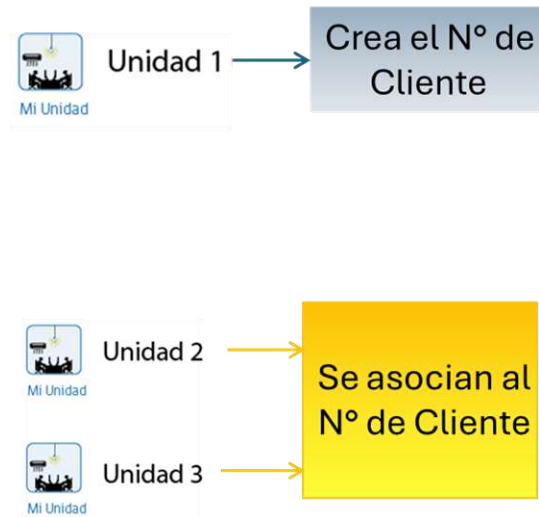 Mi Unidad
Unidad 1
Crea el N° de
Cliente
Mi Unidad
Unidad 2
Mi Unidad
Unidad 3
Se asocian al
N° de Cliente